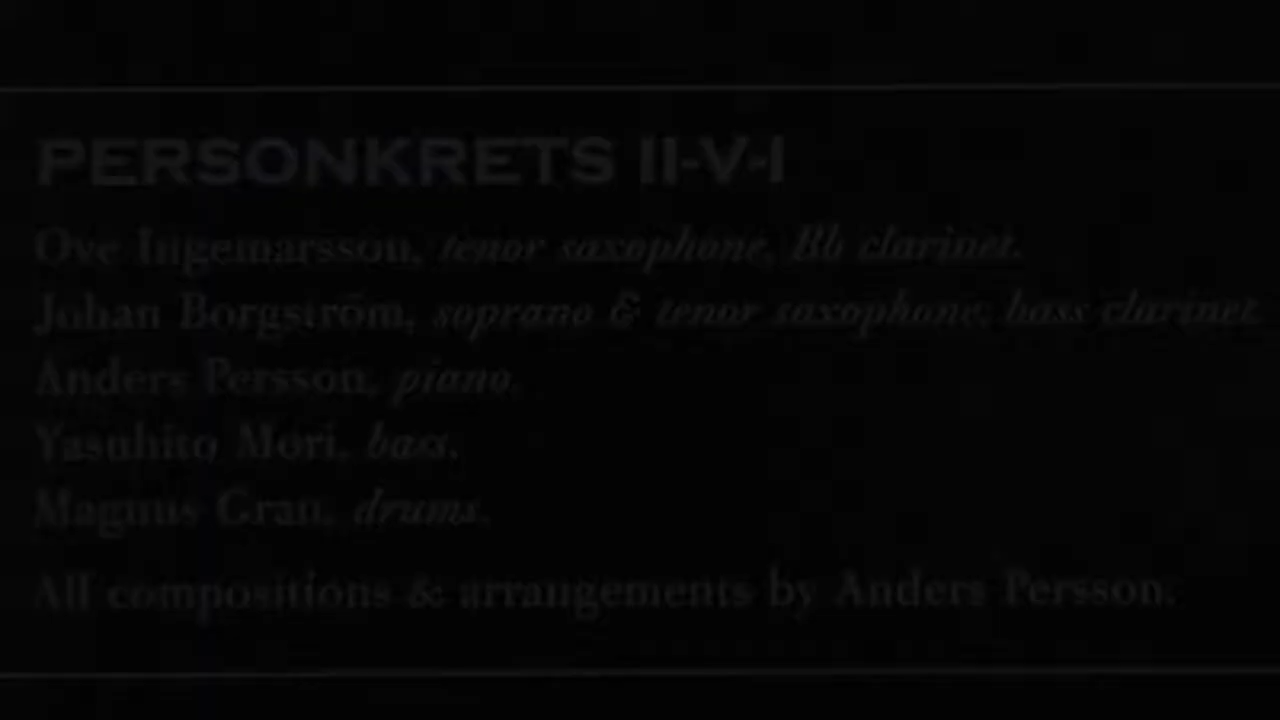 PERSONKRETS II-V-I
Ove Ingemarsson, tenor saxophone, Bb clarinet.
Johan Borgström, soprano & tenor saxophone, bass clarinet.
Anders Persson, piano.
Yasuhito Mori, bass.
Magnus Gran, drums.
All compositions & arrangements by Anders Persson.